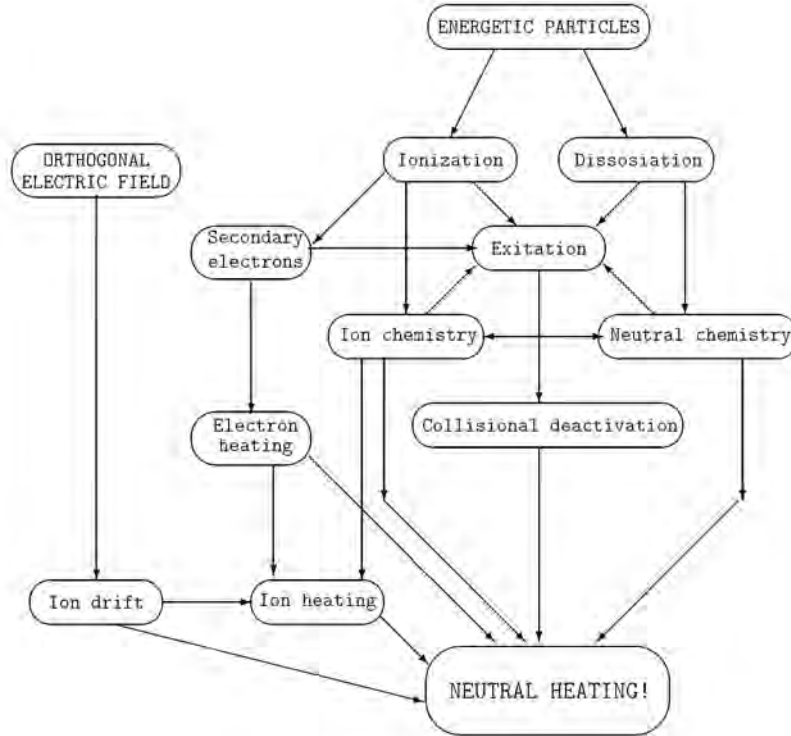 ENERGETIC PARTICLES
Ionization
Dissosiation
ORTHOGONAL
ELECTRIC FIELD
Secondary
electrons
Exitation
Ion chemistry
Neutral chemistry
Electron
heating
Collisional deactivation
Ion drift
Ion heating
NEUTRAL HEATING!